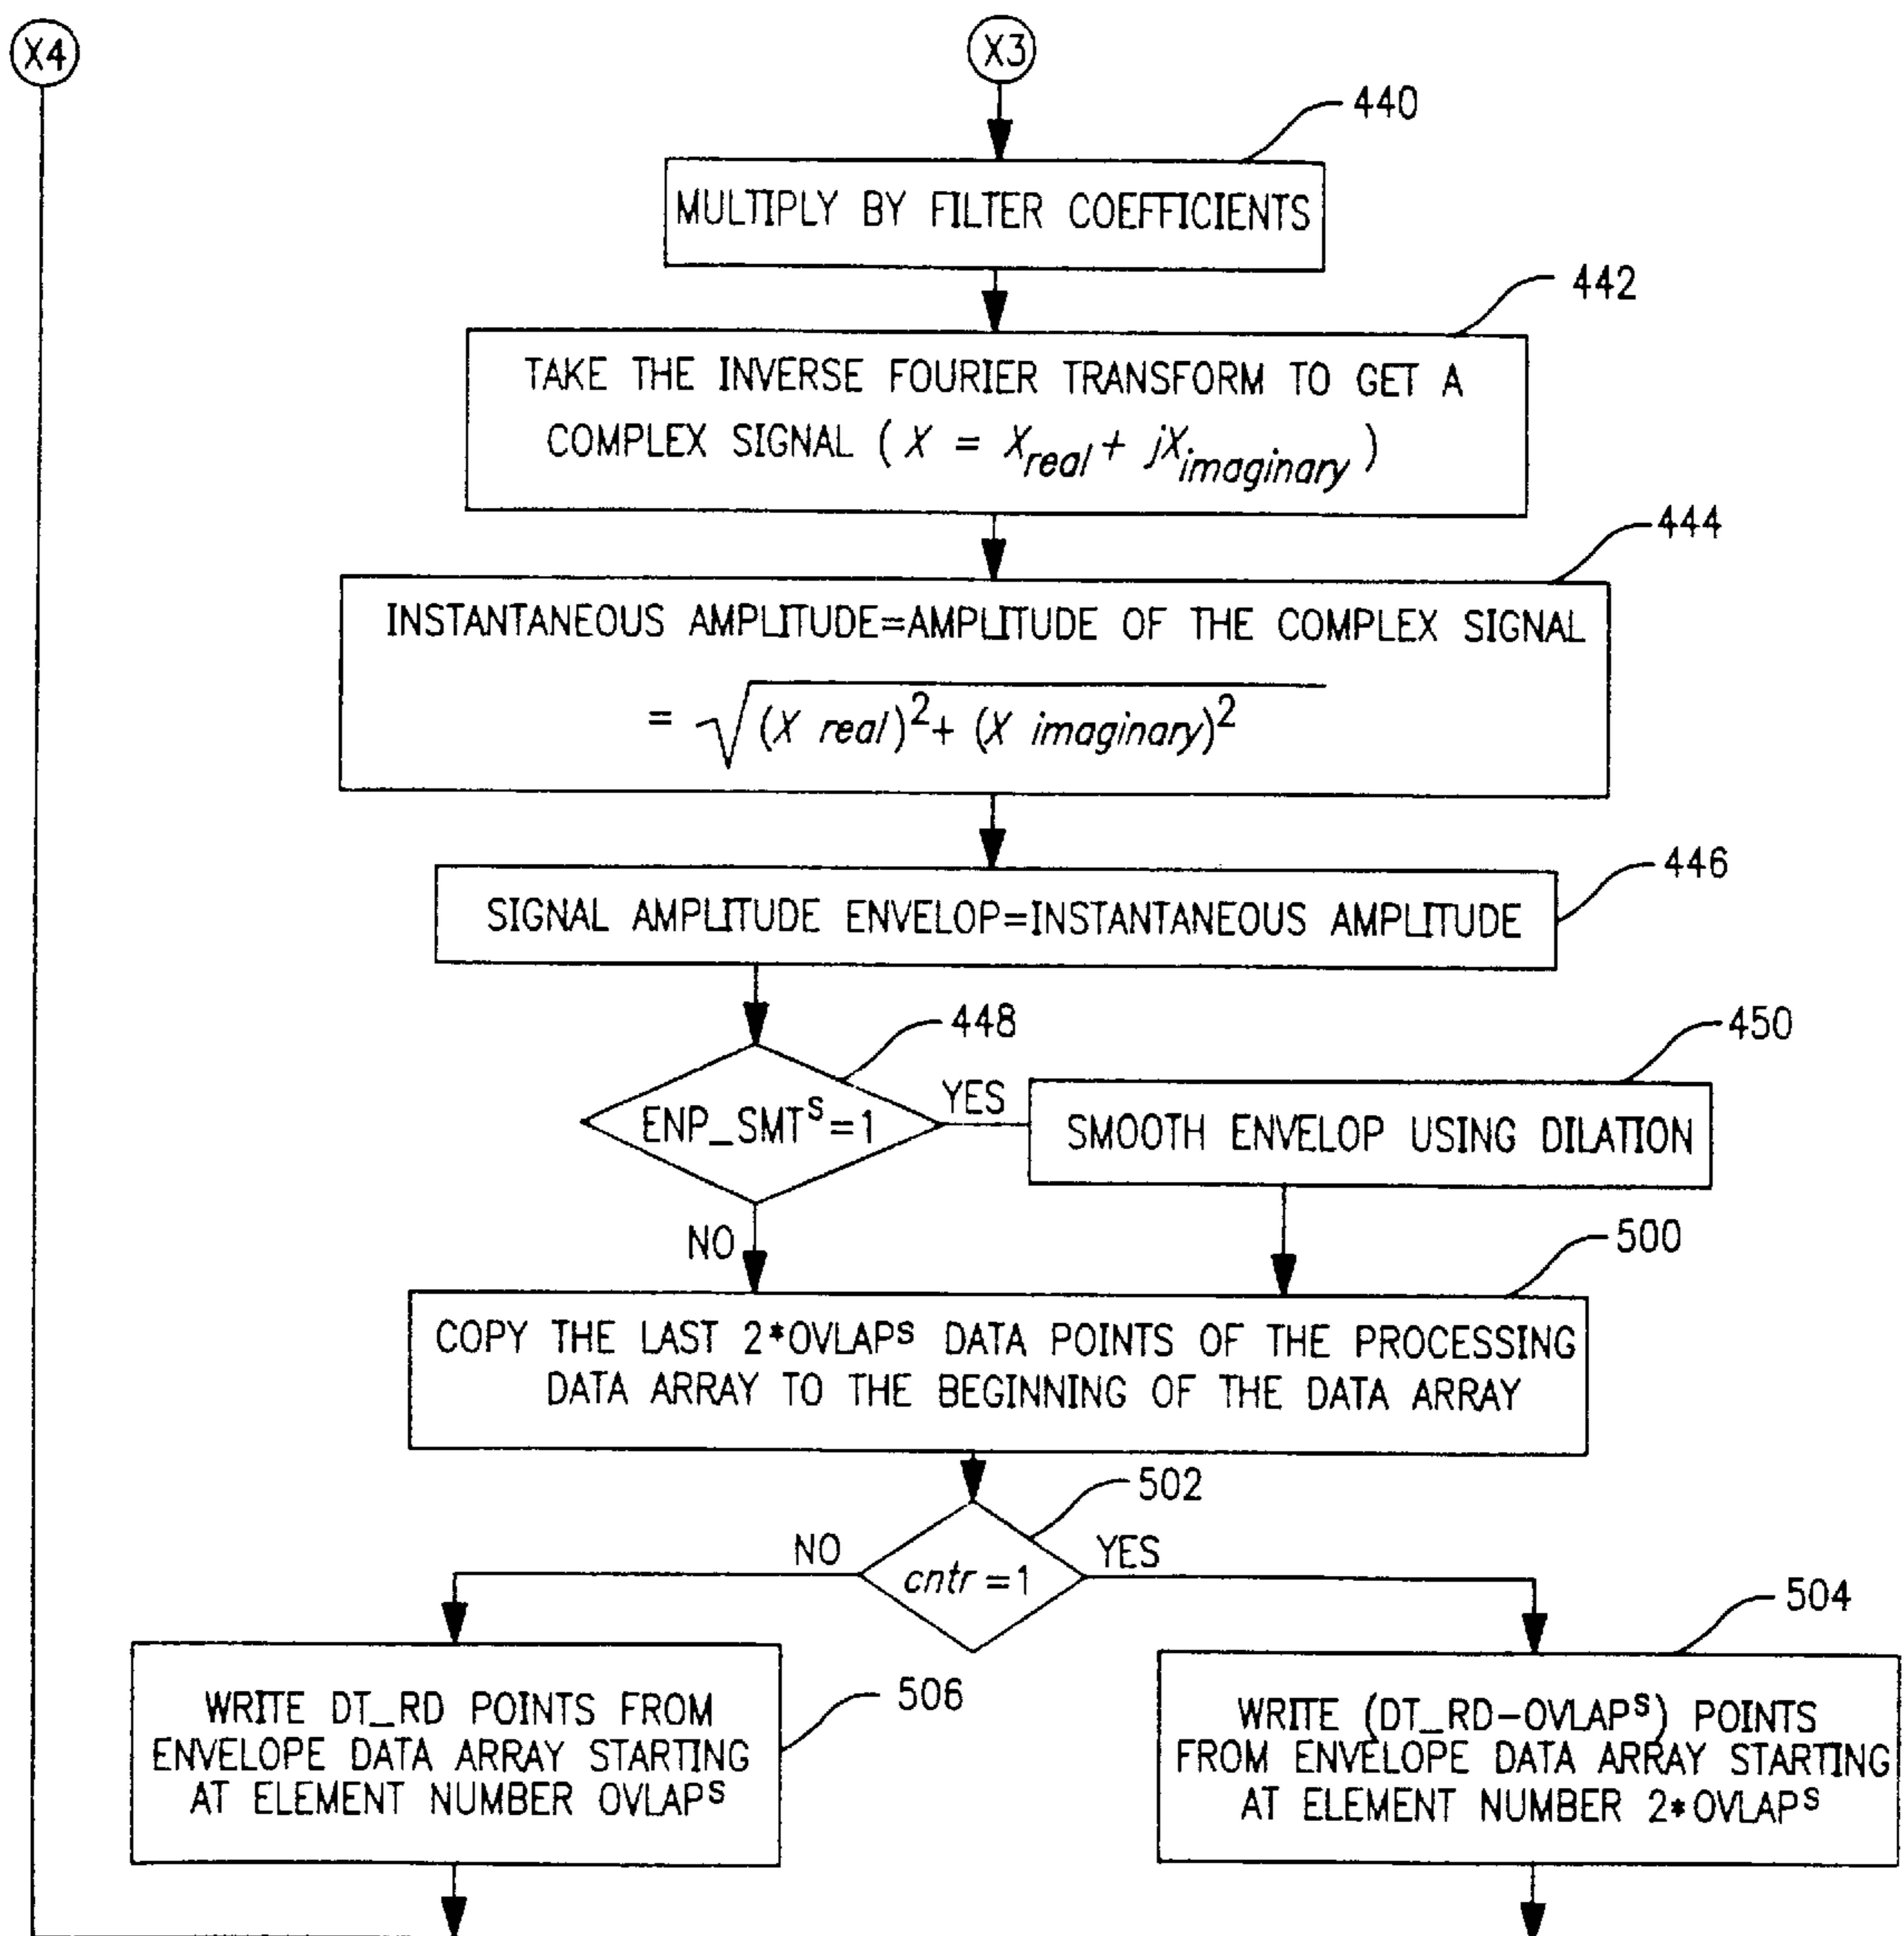 X4
X3
440
MULTIPLY BY FILTER COEFFICIENTS
442
TAKE THE INVERSE FOURIER TRANSFORM TO GET A
COMPLEX SIGNAL ( X = X_real + jX_imaginary )
444
INSTANTANEOUS AMPLITUDE=AMPLITUDE OF THE COMPLEX SIGNAL
= √(X real)² + (X imaginary)²
446
SIGNAL AMPLITUDE ENVELOP=INSTANTANEOUS AMPLITUDE
448
450
ENP_SMTˢ=1
YES
SMOOTH ENVELOP USING DILATION
NO
500
COPY THE LAST 2*OVLAPˢ DATA POINTS OF THE PROCESSING
DATA ARRAY TO THE BEGINNING OF THE DATA ARRAY
502
NO
YES
cntr=1
504
506
WRITE DT_RD POINTS FROM
ENVELOPE DATA ARRAY STARTING
AT ELEMENT NUMBER OVLAPˢ
WRITE (DT_RD-OVLAPˢ) POINTS
FROM ENVELOPE DATA ARRAY STARTING
AT ELEMENT NUMBER 2*OVLAPˢ